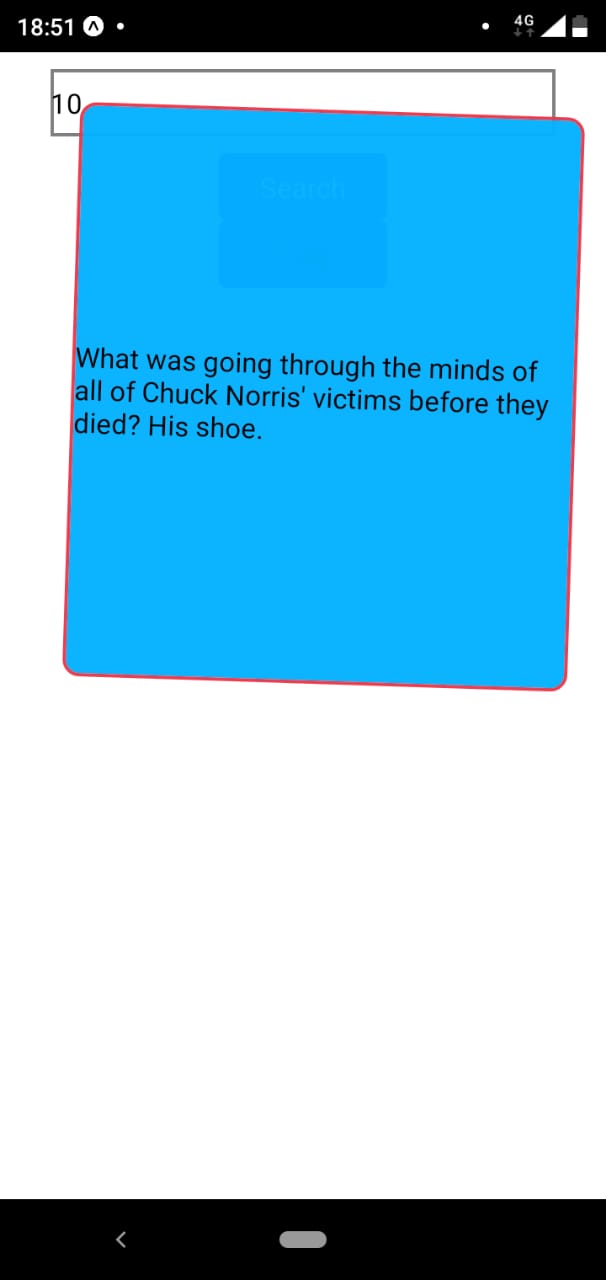 18:51
4G
10
Search
What was going through the minds of
all of Chuck Norris' victims before they
died? His shoe.